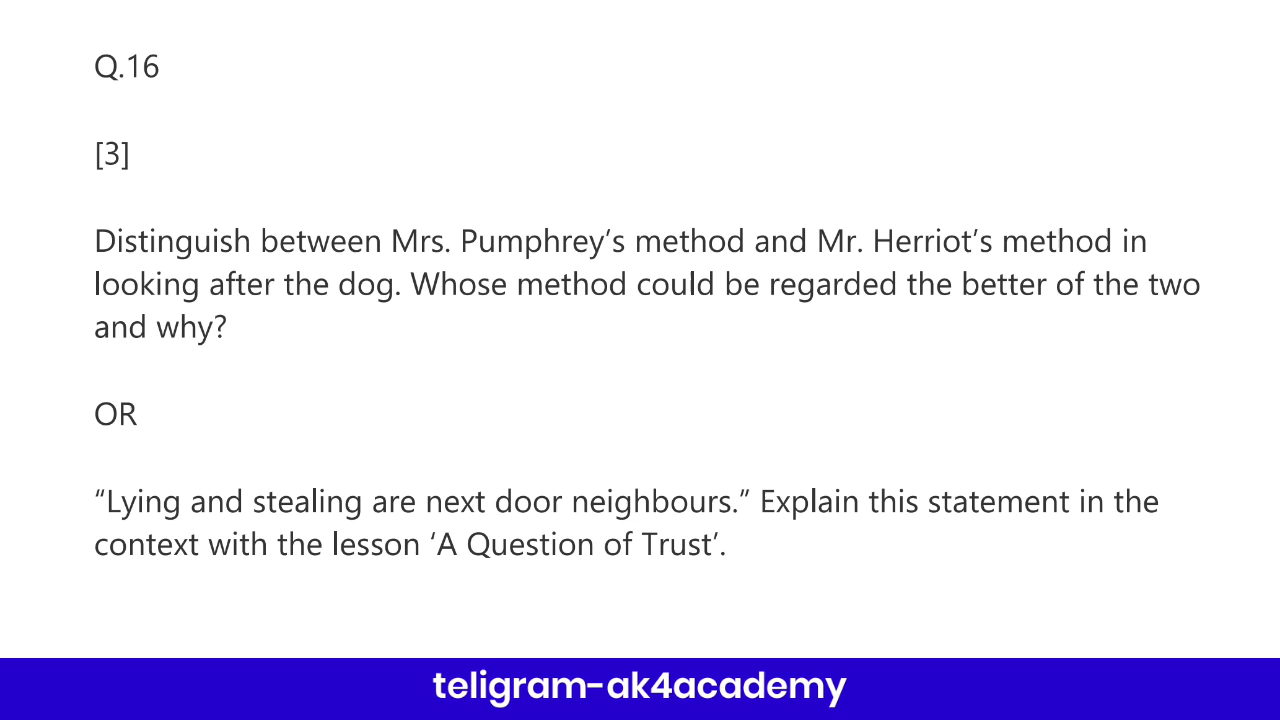 Q.16
[3]
Distinguish between Mrs. Pumphrey’s method and Mr. Herriot’s method in
looking after the dog. Whose method could be regarded the better of the two
and why?
OR
“Lying and stealing are next door neighbours.” Explain this statement in the
context with the lesson ‘A Question of Trust’.
teligram-ak4academy